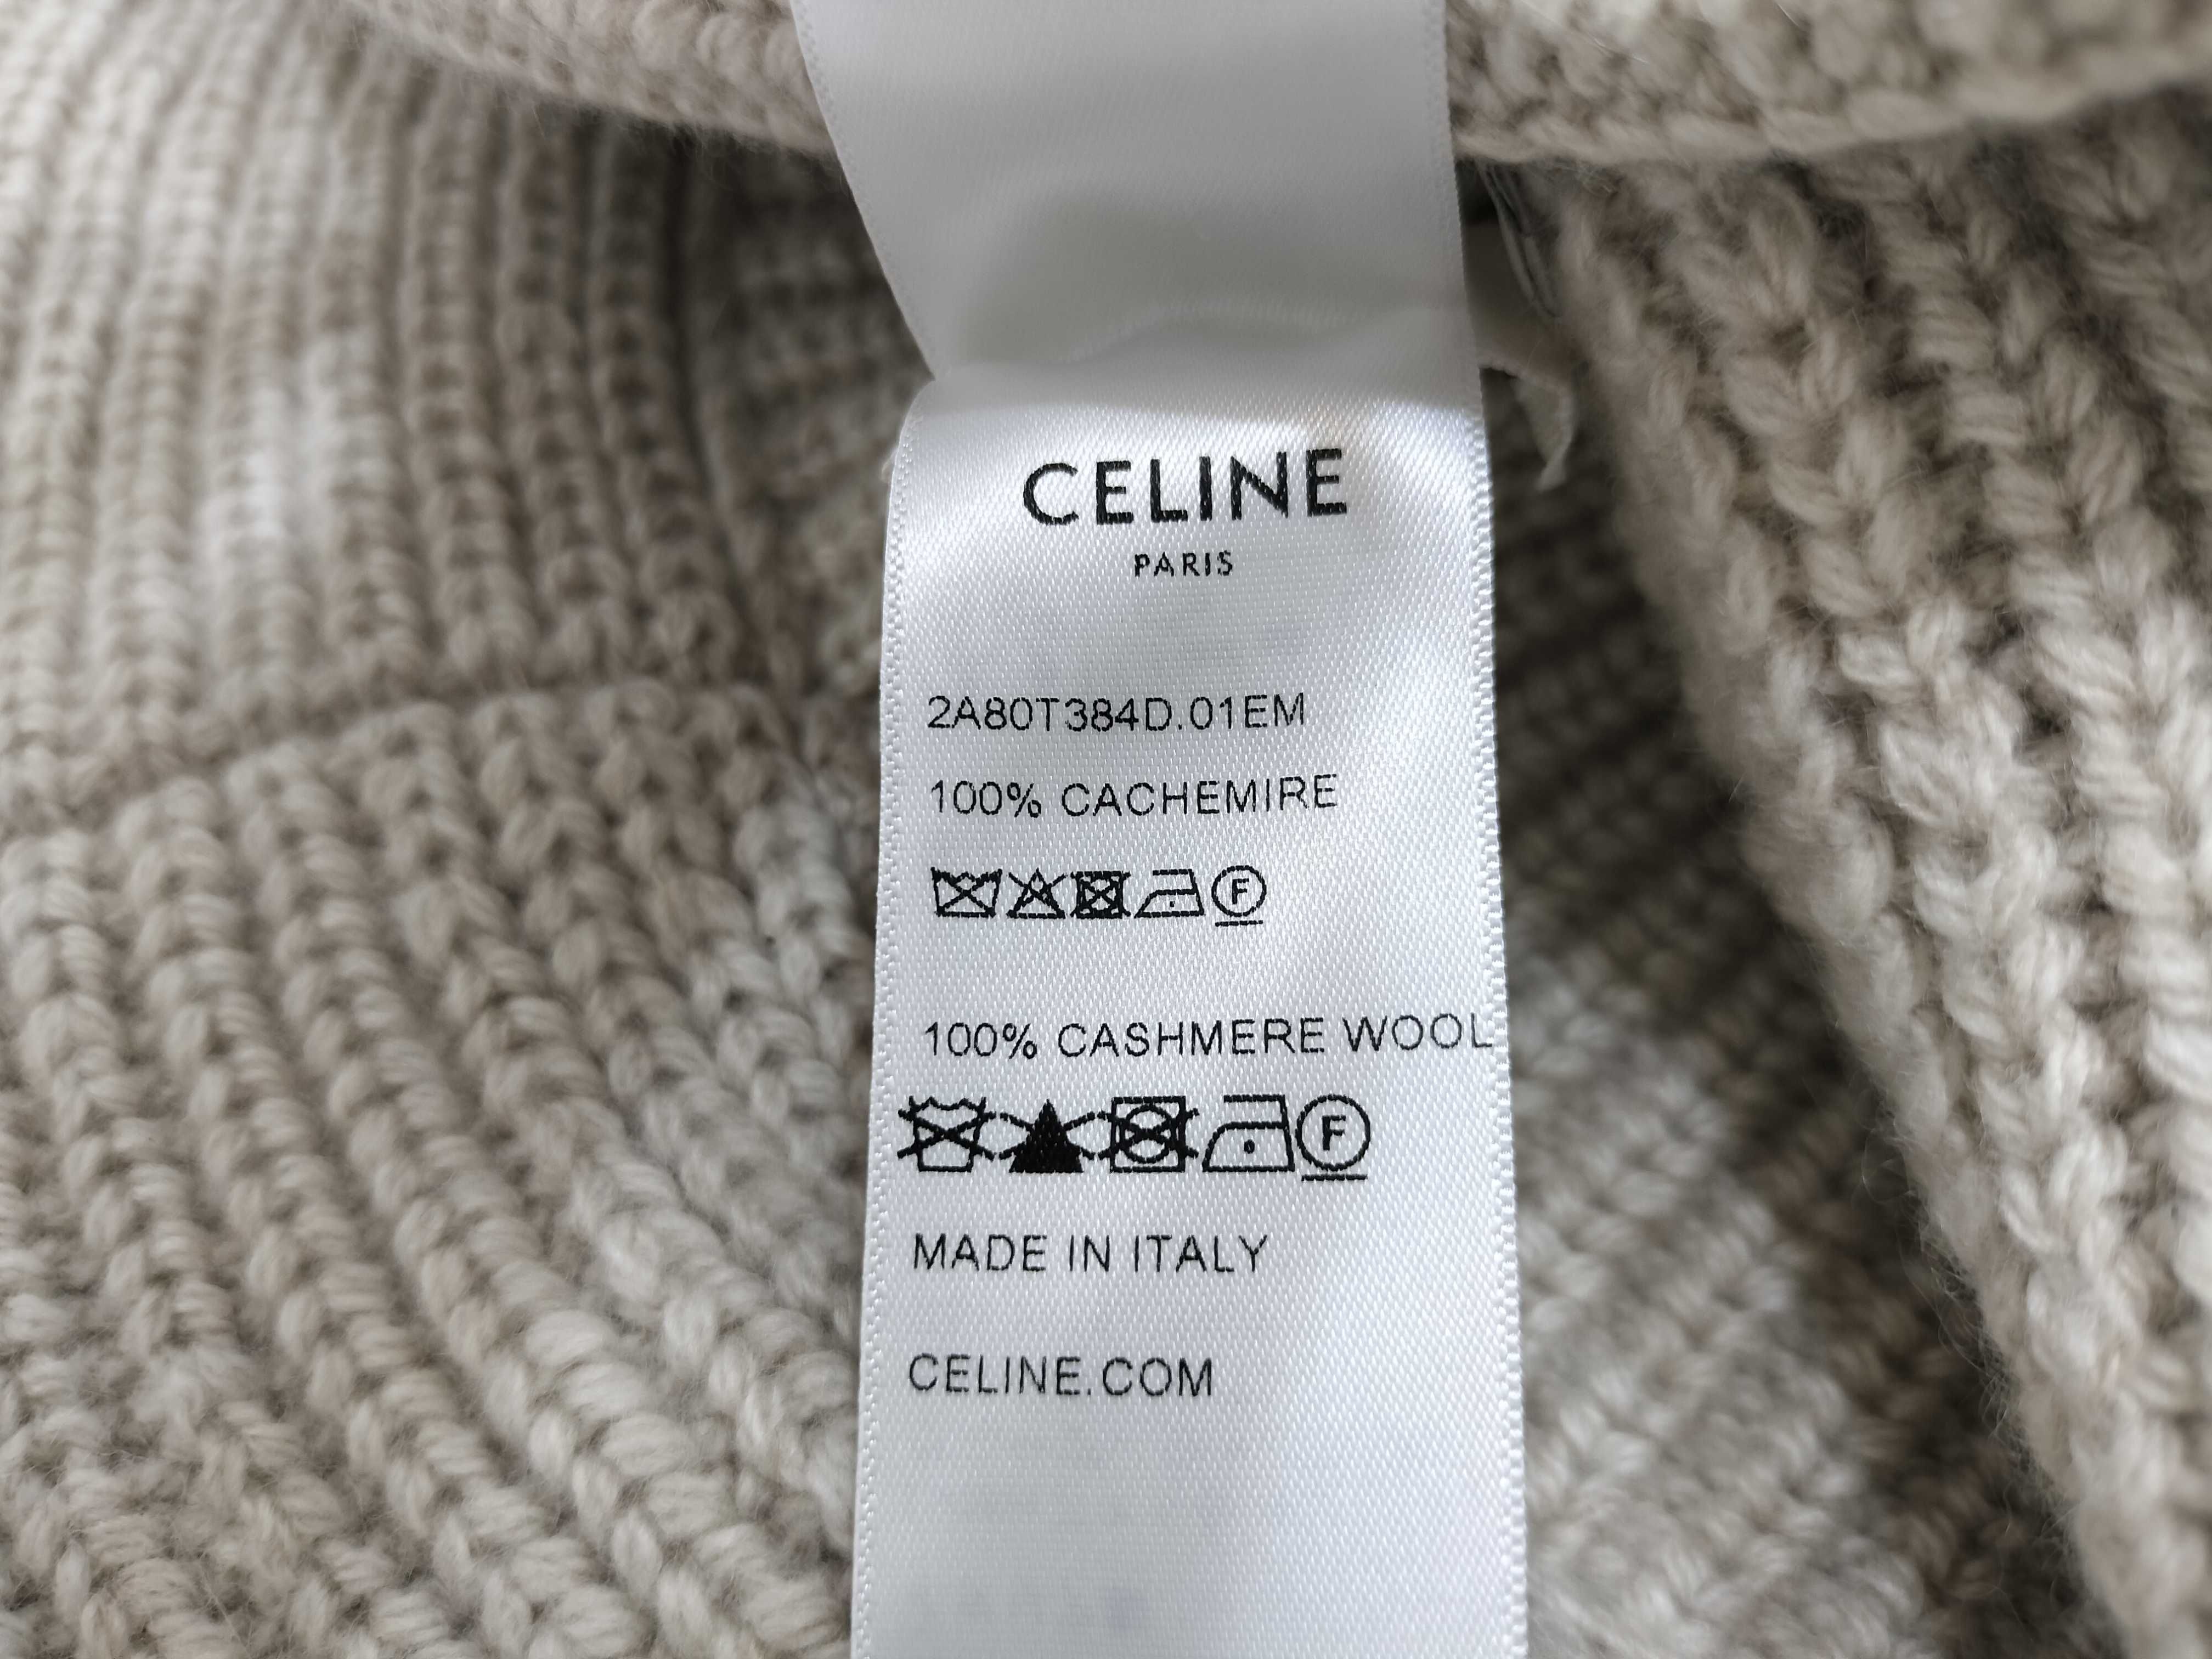 CELINE
PARIS
2A80T384D.01EM
100% CACHEMIRE
F
100% CASHMERE WOOL
F
MADE IN ITALY
CELINE.COM